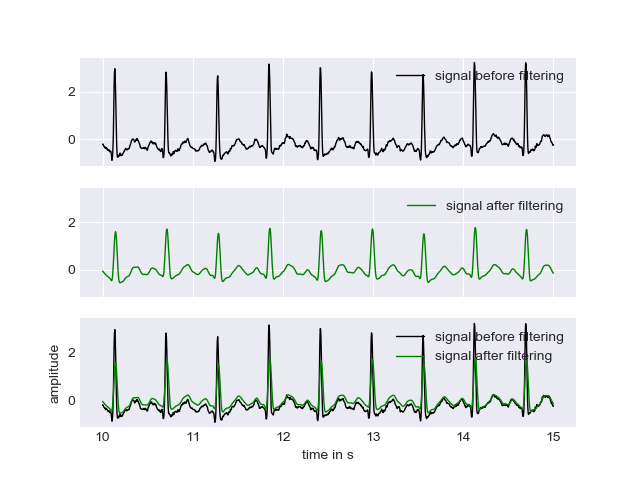 signal before filtering
2
0
signal after filtering
2
0
signal before filtering
signal after filtering
2
0
amplitude
10 11 12 13 14 15
time in s